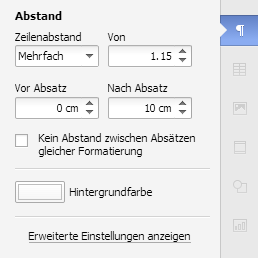 Abstand
Zeilenabstand Von
Mehrfach 1.15
Vor Absatz Nach Absatz
0 cm 10 cm
Kein Abstand zwischen Absätzen
gleicher Formatierung
Hintergrundfarbe
Erweiterte Einstellungen anzeigen